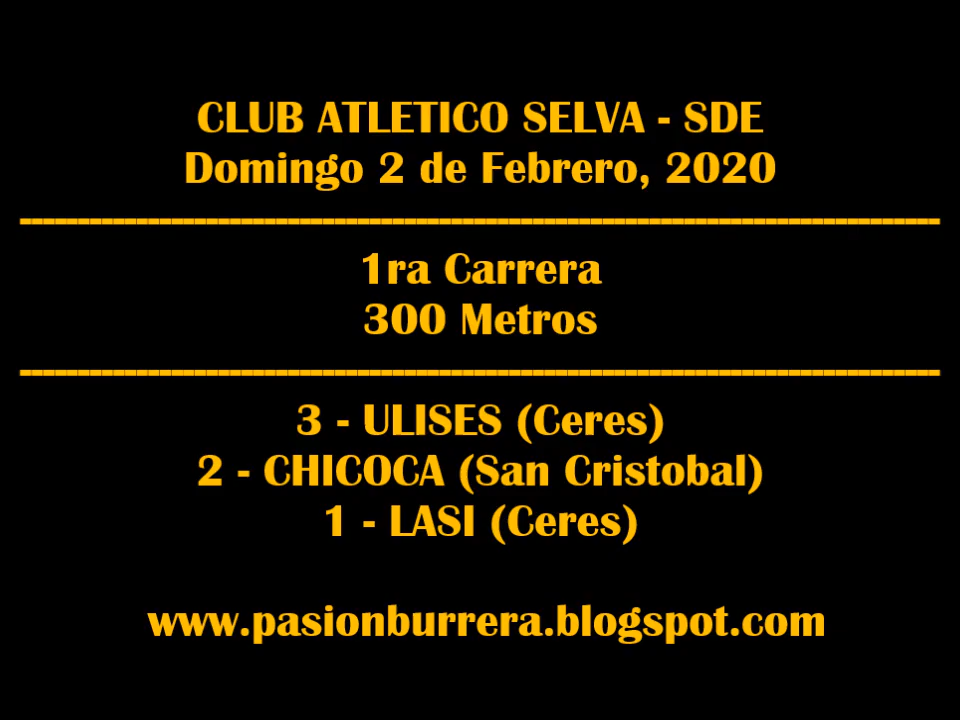 CLUB ATLETICO SELVA - SDE
Domingo 2 de Febrero, 2020
--------------------------------------------------------------------------------
1ra Carrera
300 Metros
--------------------------------------------------------------------------------
3 - ULISES (Ceres)
2 - CHICOCA (San Cristobal)
1 - LASI (Ceres)
www.pasionburrera.blogspot.com